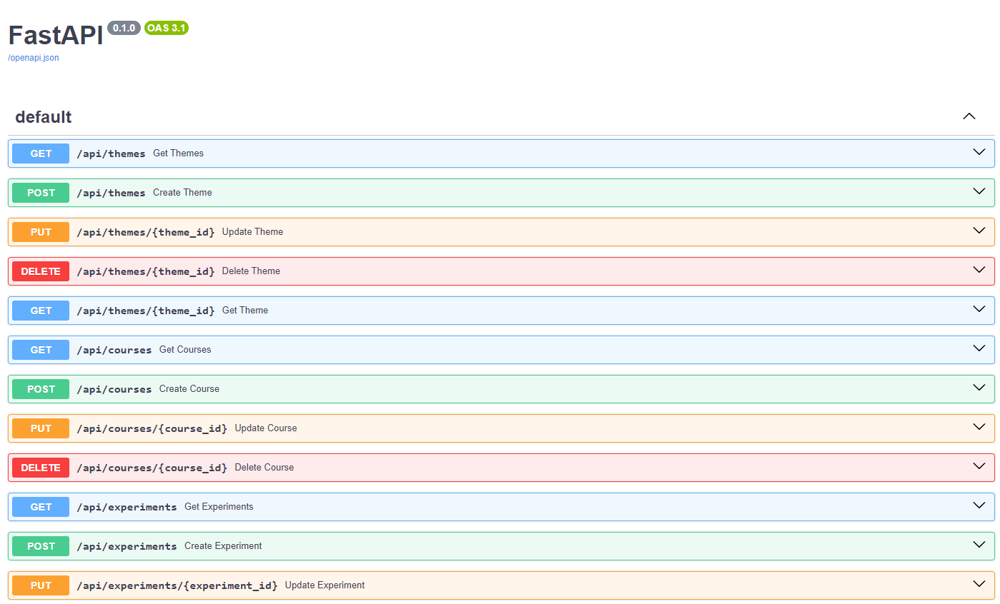 FastAPI 0.1.0 OAS 3.1
/openapi.json
default
GET /api/themes Get Themes
POST /api/themes Create Theme
PUT /api/themes/{theme_id} Update Theme
DELETE /api/themes/{theme_id} Delete Theme
GET /api/themes/{theme_id} Get Theme
GET /api/courses Get Courses
POST /api/courses Create Course
PUT /api/courses/{course_id} Update Course
DELETE /api/courses/{course_id} Delete Course
GET /api/experiments Get Experiments
POST /api/experiments Create Experiment
PUT /api/experiments/{experiment_id} Update Experiment